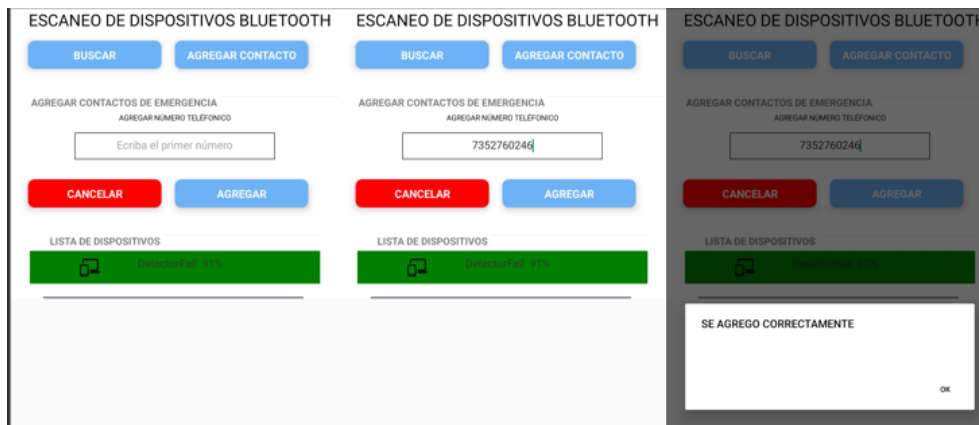 ESCANEO DE DISPOSITIVOS BLUETOOTH
BUSCAR AGREGAR CONTACTO
AGREGAR CONTACTOS DE EMERGENCIA
AGREGAR NÚMERO TELÉFONICO
Escriba el primer número
CANCELAR AGREGAR
LISTA DE DISPOSITIVOS
DetectorFall 91%
ESCANEO DE DISPOSITIVOS BLUETOOTH
BUSCAR AGREGAR CONTACTO
AGREGAR CONTACTOS DE EMERGENCIA
AGREGAR NÚMERO TELÉFONICO
7352760246
CANCELAR AGREGAR
LISTA DE DISPOSITIVOS
DetectorFall 91%
ESCANEO DE DISPOSITIVOS BLUETOOTH
BUSCAR AGREGAR CONTACTO
AGREGAR CONTACTOS DE EMERGENCIA
AGREGAR NÚMERO TELÉFONICO
7352760246
CANCELAR AGREGAR
LISTA DE DISPOSITIVOS
DetectorFall 91%
SE AGREGO CORRECTAMENTE
OK